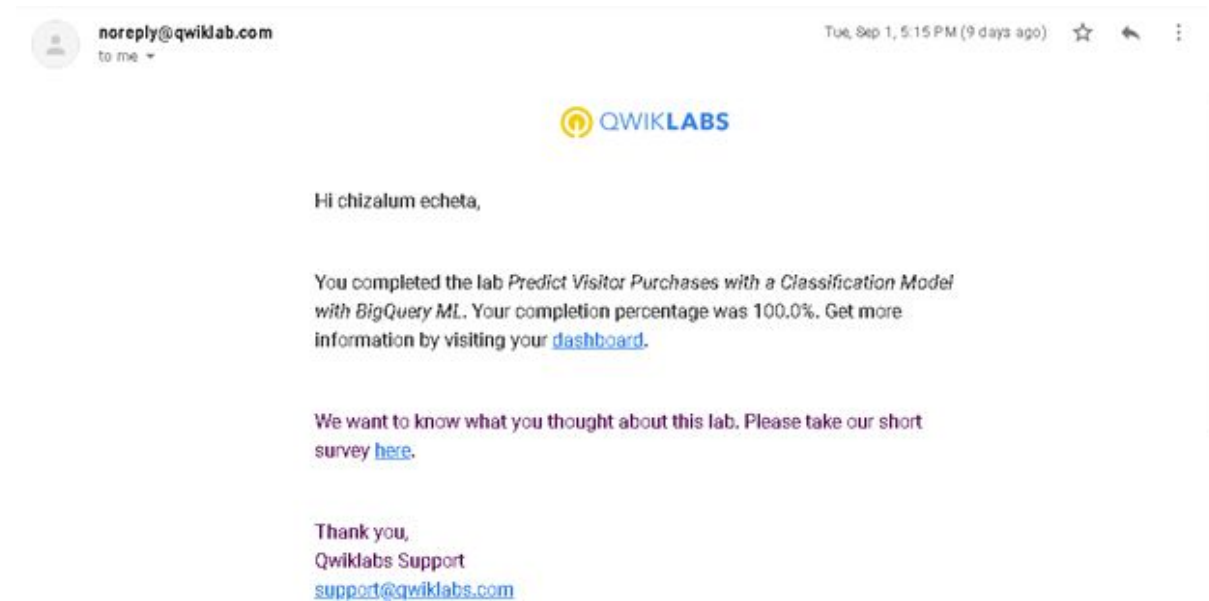 noreply@qwiklab.com
Tue, Sep 1, 5:15 PM (9 days ago)
to me
QWIKLABS
Hi chizalum echeta,
You completed the lab Predict Visitor Purchases with a Classification Model
with BigQuery ML. Your completion percentage was 100.0%. Get more
information by visiting your dashboard.
We want to know what you thought about this lab. Please take our short
survey here.
Thank you,
Qwiklabs Support
support@qwiklabs.com